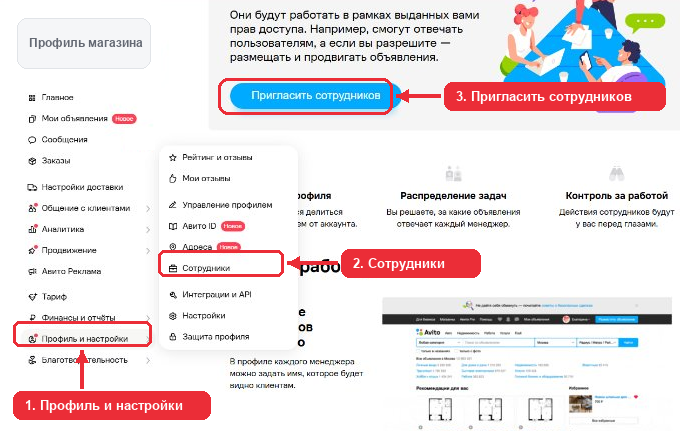 Они будут работать в рамках выданных вами
прав доступа. Например, смогут отвечать
пользователям, а если вы разрешите —
размещать и продвигать объявления.
Профиль магазина
Пригласить сотрудников
3. Пригласить сотрудников
Главное
Мои объявления Новое
Сообщения
Заказы
Настройки доставки
Общение с клиентами
Аналитика
Продвижение
Авито Реклама
Тариф
Финансы и отчёты
Профиль и настройки
Благотворительность
1. Профиль и настройки
Рейтинг и отзывы
Мои отзывы
Управление профилем
Авито ID Новое
Адреса Новое
Сотрудники
Интеграции и API
Настройки
Защита профиля
2. Сотрудники
Распределение задач
Вы решаете, за какие объявления
отвечает каждый менеджер.
Контроль за работой
Действия сотрудников будут
у вас перед глазами.
В профиле каждого менеджера
можно задать имя, которое будет
видно клиентам.
Avito
Рекомендации для вас